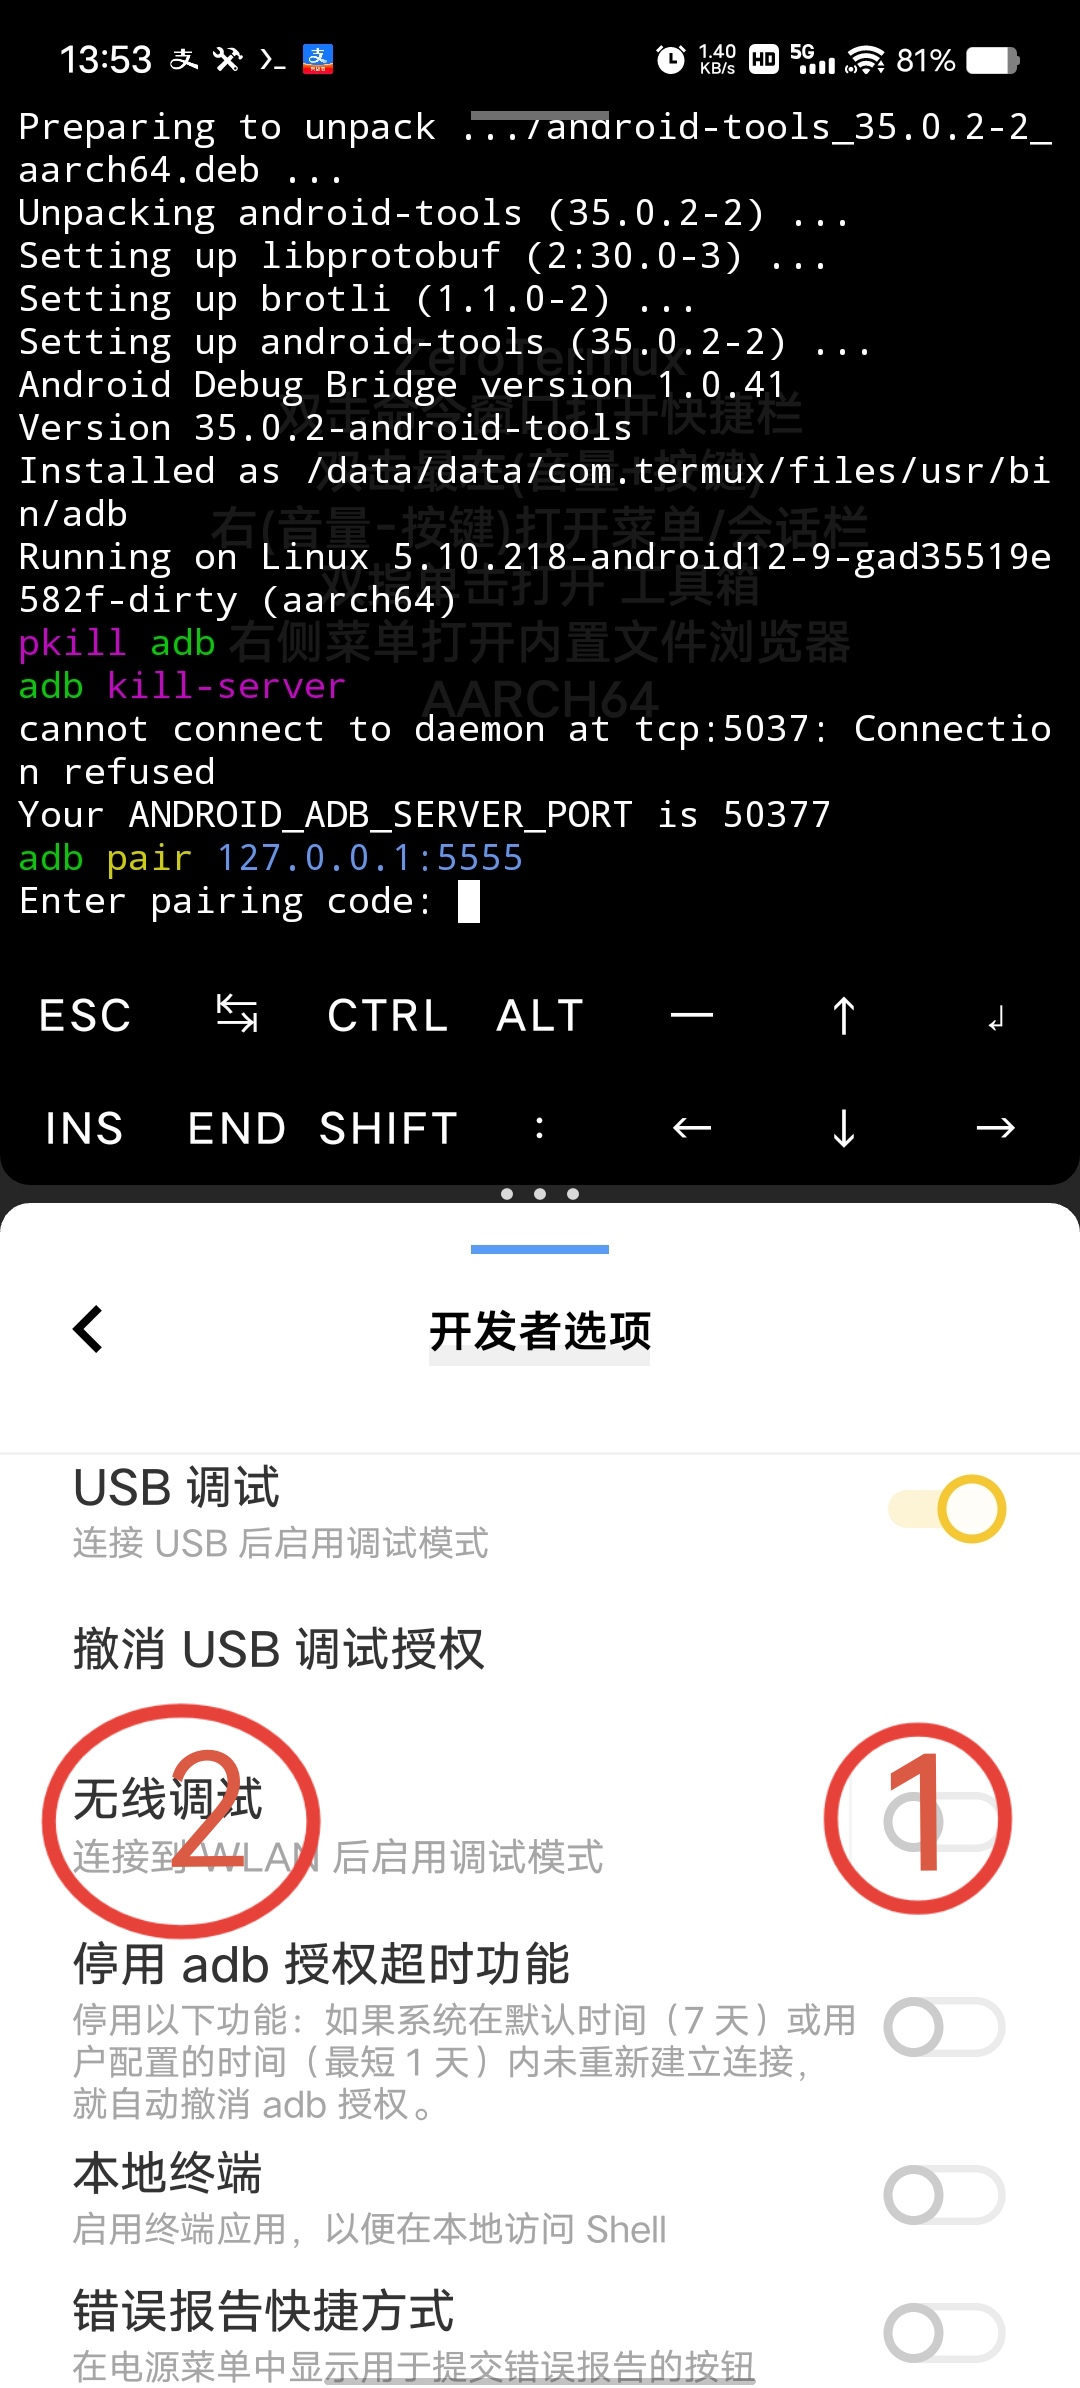 13:53
1.40 KB/s HD 5G 81%
Preparing to unpack .../android-tools_35.0.2-2_
aarch64.deb ...
Unpacking android-tools (35.0.2-2) ...
Setting up libprotobuf (2:30.0-3) ...
Setting up brotli (1.1.0-2) ...
Setting up android-tools (35.0.2-2) ...
ZeroTermux
Android Debug Bridge version 1.0.41
双击命令窗口打开快捷栏
Version 35.0.2-android-tools
双击最左(音量+按键)
Installed as /data/data/com.termux/files/usr/bi
n/adb
右(音量-按键)打开菜单/会话栏
Running on Linux 5.10.218-android12-9-gad35519e
双指单击打开 工具箱
582f-dirty (aarch64)
pkill adb
右侧菜单打开内置文件浏览器
adb kill-server
AARCH64
cannot connect to daemon at tcp:5037: Connectio
n refused
Your ANDROID_ADB_SERVER_PORT is 50377
adb pair 127.0.0.1:5555
Enter pairing code:
ESC ↹ CTRL ALT — ↑ ↲
INS END SHIFT : ← ↓ →
开发者选项
USB 调试
连接 USB 后启用调试模式
撤消 USB 调试授权
无线调试
2
1
连接到 WLAN 后启用调试模式
停用 adb 授权超时功能
停用以下功能：如果系统在默认时间（7 天）或用
户配置的时间（最短 1 天）内未重新建立连接，
就自动撤消 adb 授权。
本地终端
启用终端应用，以便在本地访问 Shell
错误报告快捷方式
在电源菜单中显示用于提交错误报告的按钮